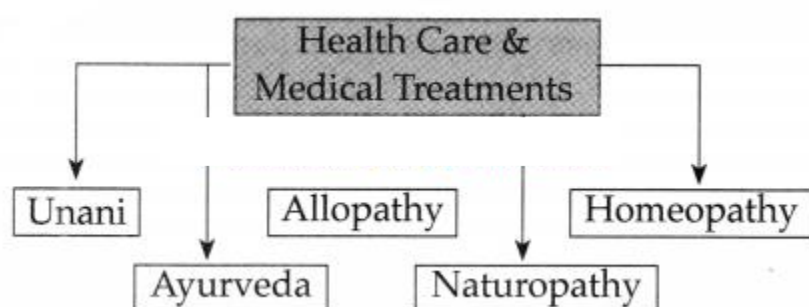 Health Care &
Medical Treatments
Unani
Allopathy
Homeopathy
Ayurveda
Naturopathy